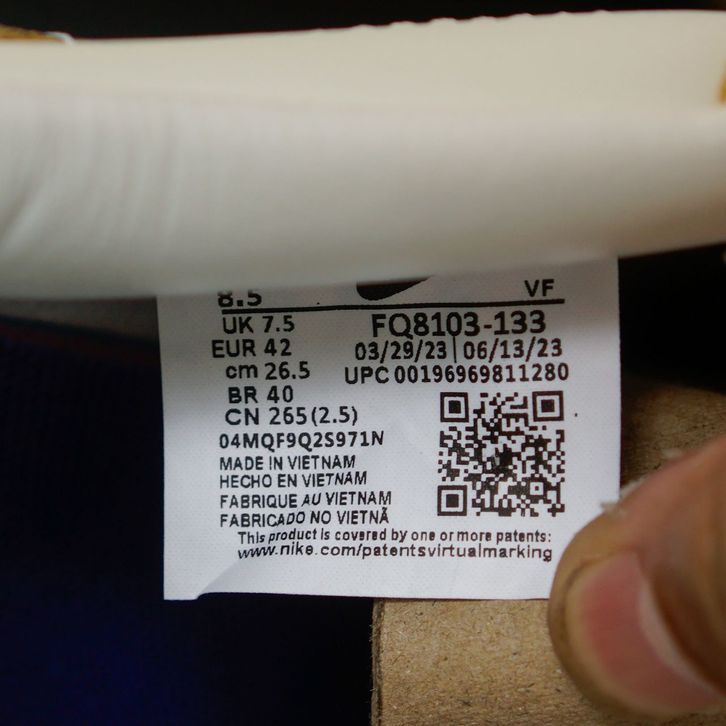 8.5 VF
UK 7.5 FQ8103-133
EUR 42 03/29/23 | 06/13/23
cm 26.5 UPC 00196969811280
BR 40
CN 265(2.5)
04MQF9Q2S971N
MADE IN VIETNAM
HECHO EN VIETNAM
FABRIQUE AU VIETNAM
FABRICADO NO VIETNÃ
This product is covered by one or more patents:
www.nike.com/patentsvirtualmarking